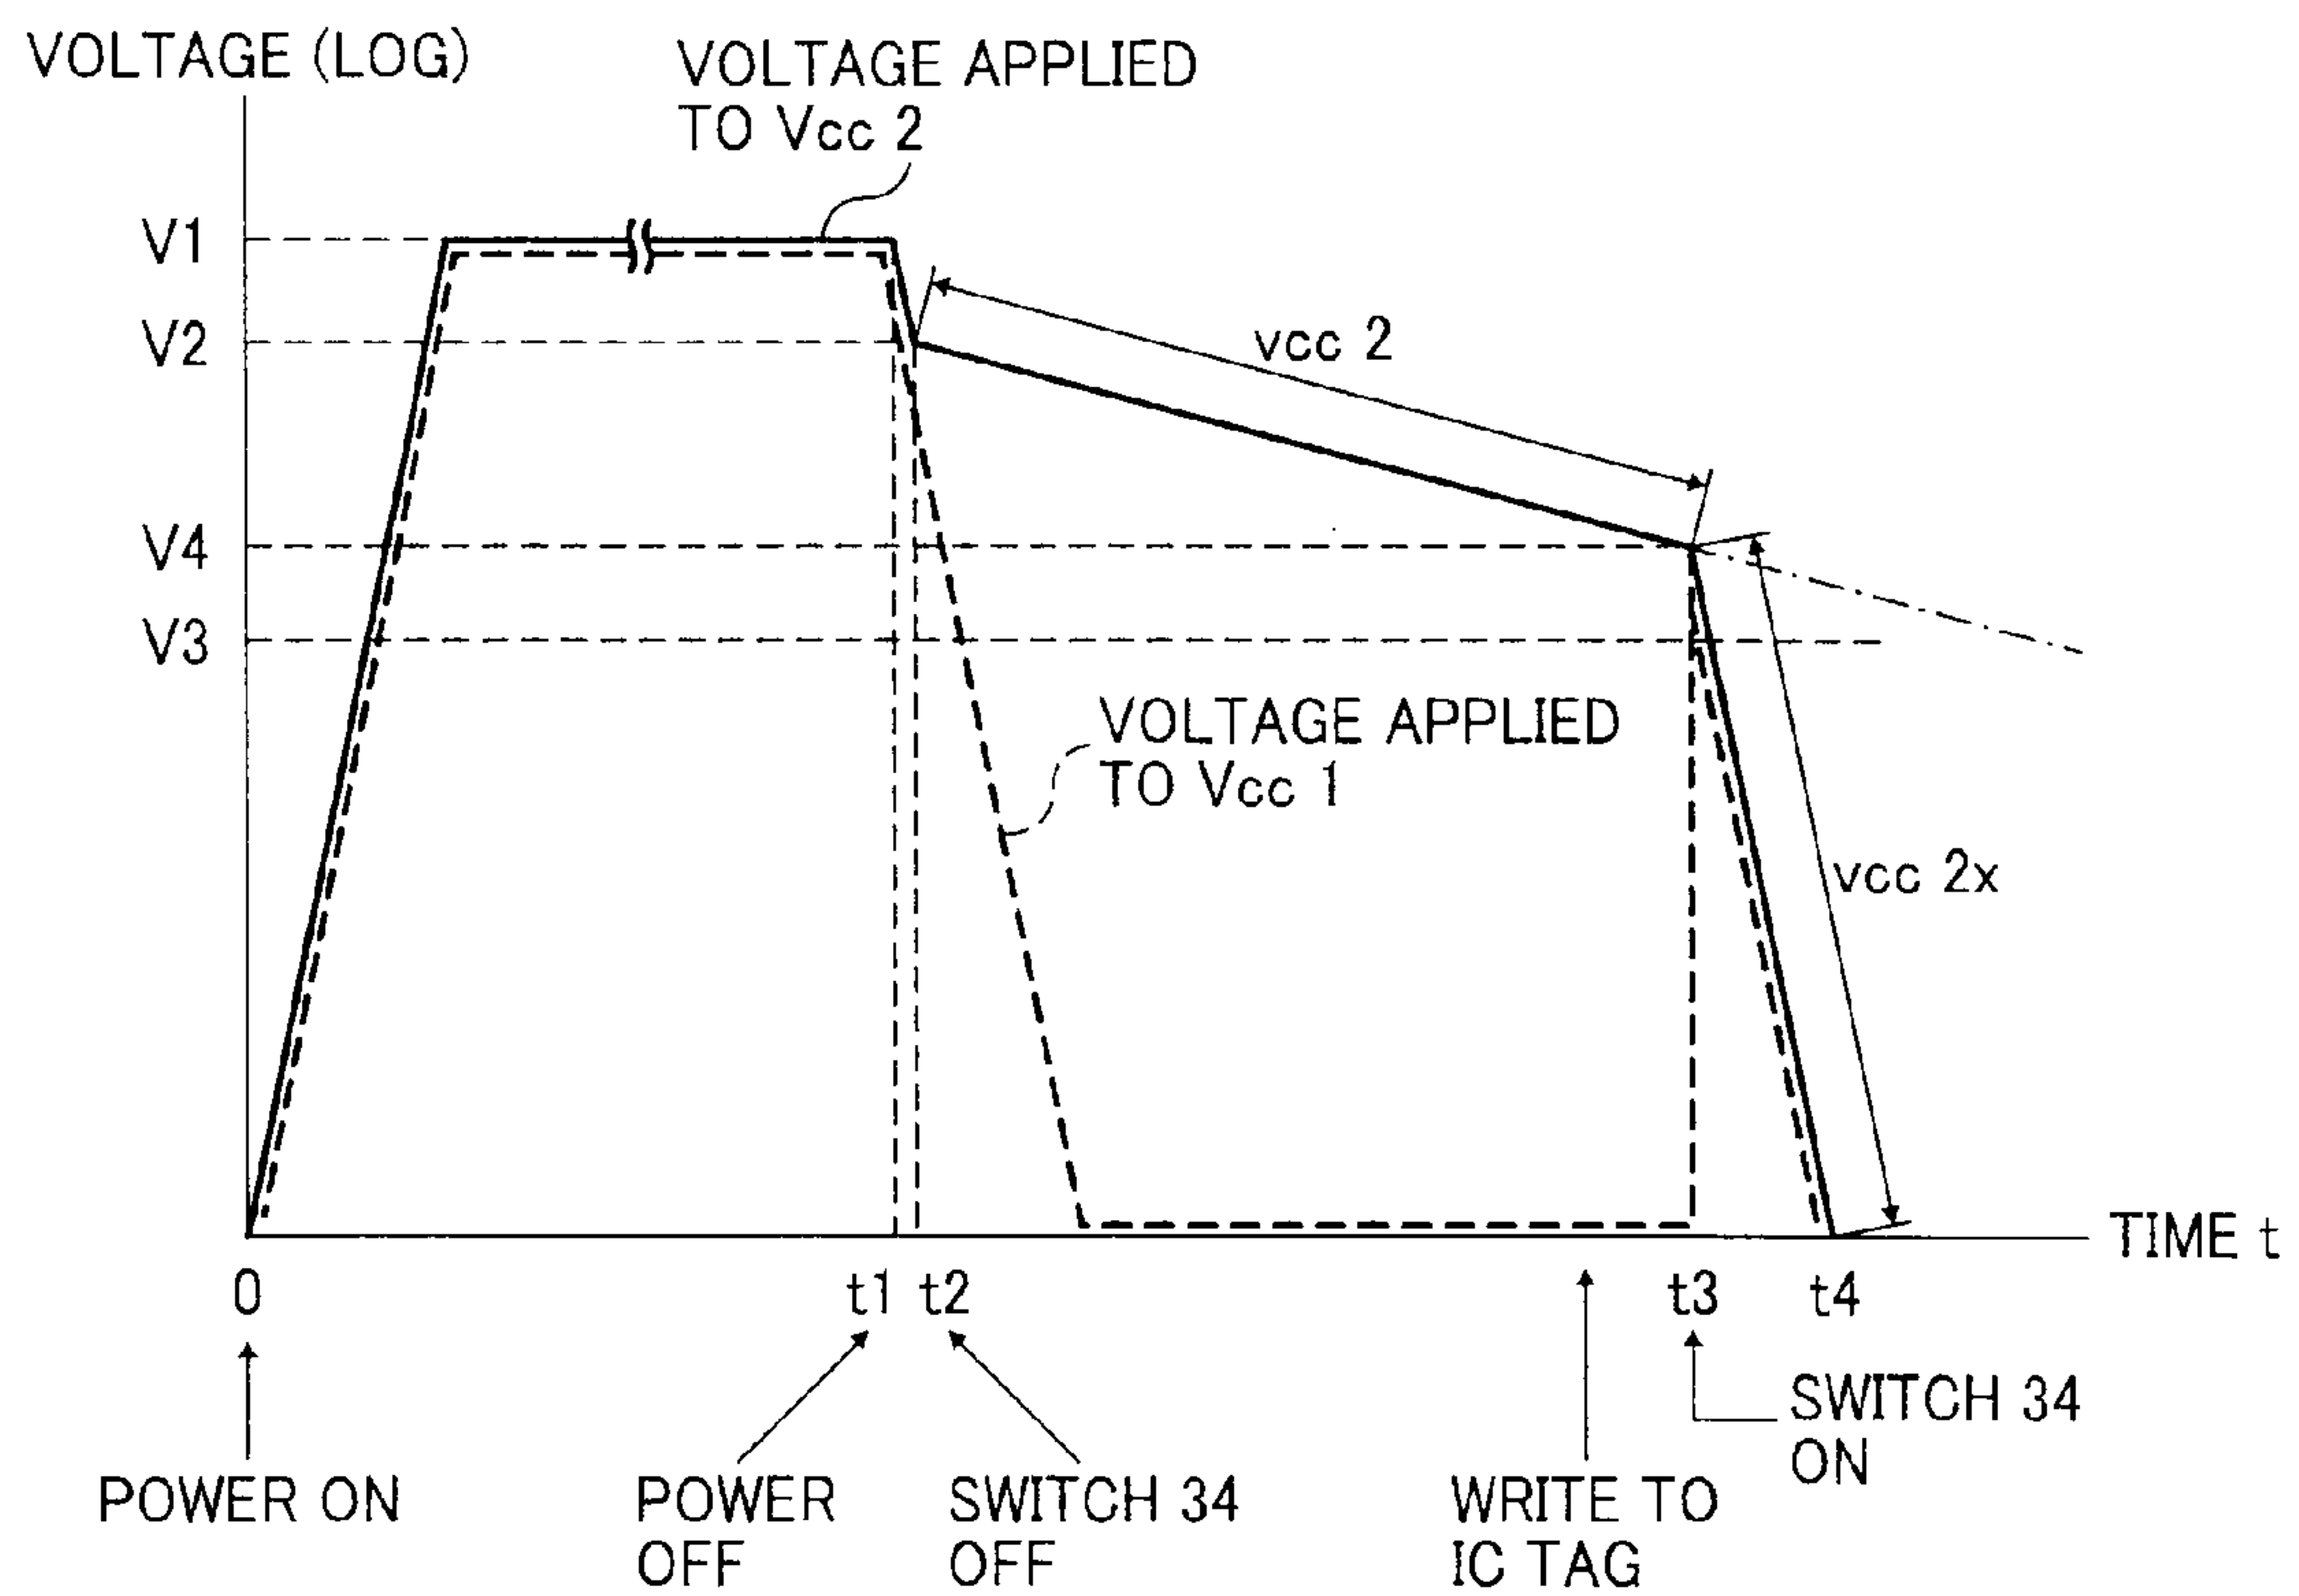 VOLTAGE (LOG)
VOLTAGE APPLIED
TO Vcc 2
V1
V2
vcc 2
V4
V3
VOLTAGE APPLIED
TO Vcc 1
vcc 2x
TIME t
0
t1
t2
t3
t4
SWITCH 34
ON
POWER ON
POWER
OFF
SWITCH 34
OFF
WRITE TO
IC TAG